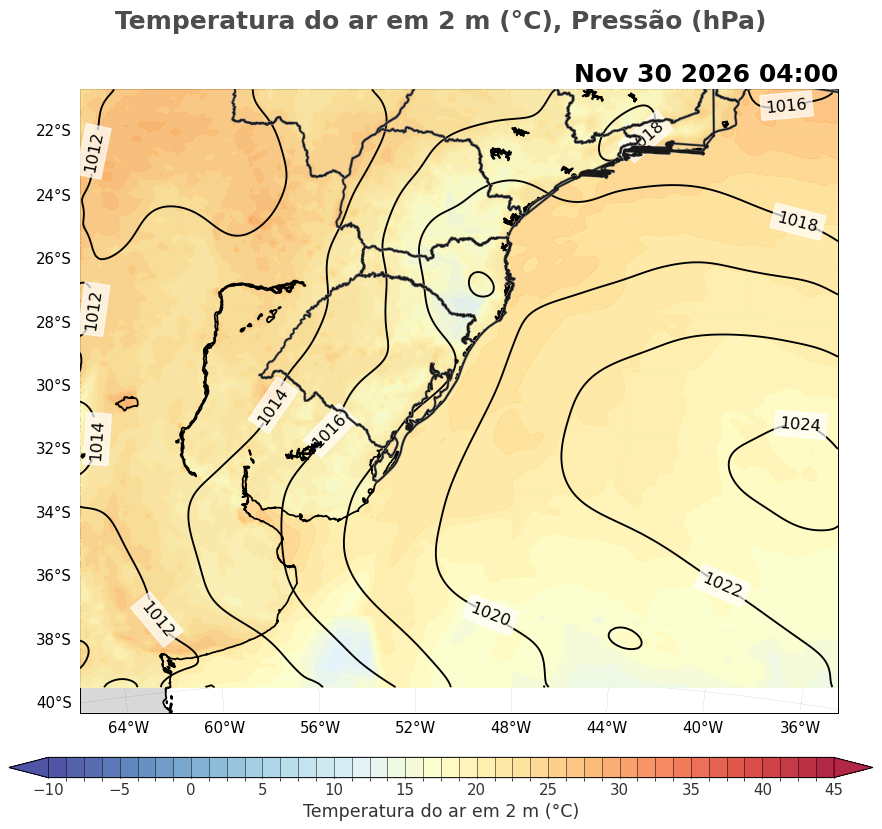 Temperatura do ar em 2 m (°C), Pressão (hPa)
Nov 30 2026 04:00
1016
22°S
1012
24°S
1018
26°S
1012
28°S
30°S
1014
1024
1014
1016
32°S
34°S
36°S
1022
1012
1020
38°S
40°S
64°W 60°W 56°W 52°W 48°W 44°W 40°W 36°W
−10 −5 0 5 10 15 20 25 30 35 40 45
Temperatura do ar em 2 m (°C)